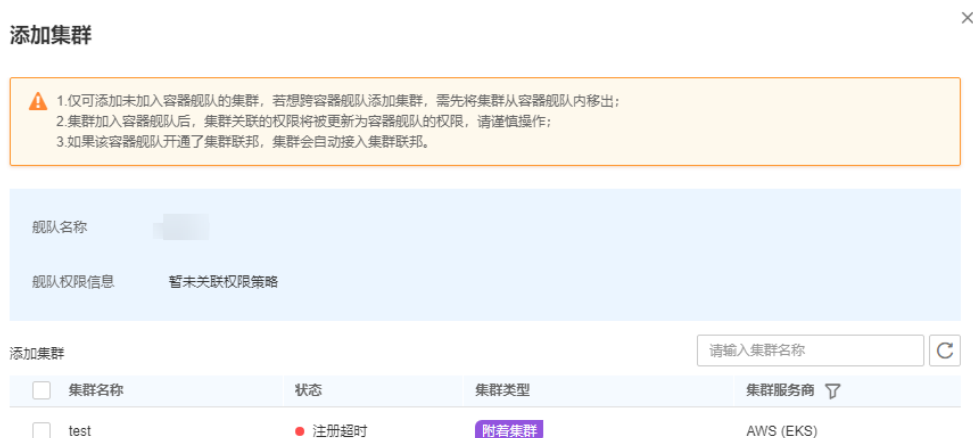 添加集群
1.仅可添加未加入容器舰队的集群，若想跨容器舰队添加集群，需先将集群从容器舰队内移出；
2.集群加入容器舰队后，集群关联的权限将被更新为容器舰队的权限，请谨慎操作；
3.如果该容器舰队开通了集群联邦，集群会自动接入集群联邦。
舰队名称
舰队权限信息 暂未关联权限策略
添加集群 请输入集群名称
集群名称 状态 集群类型 集群服务商
test 注册超时 附着集群 AWS (EKS)